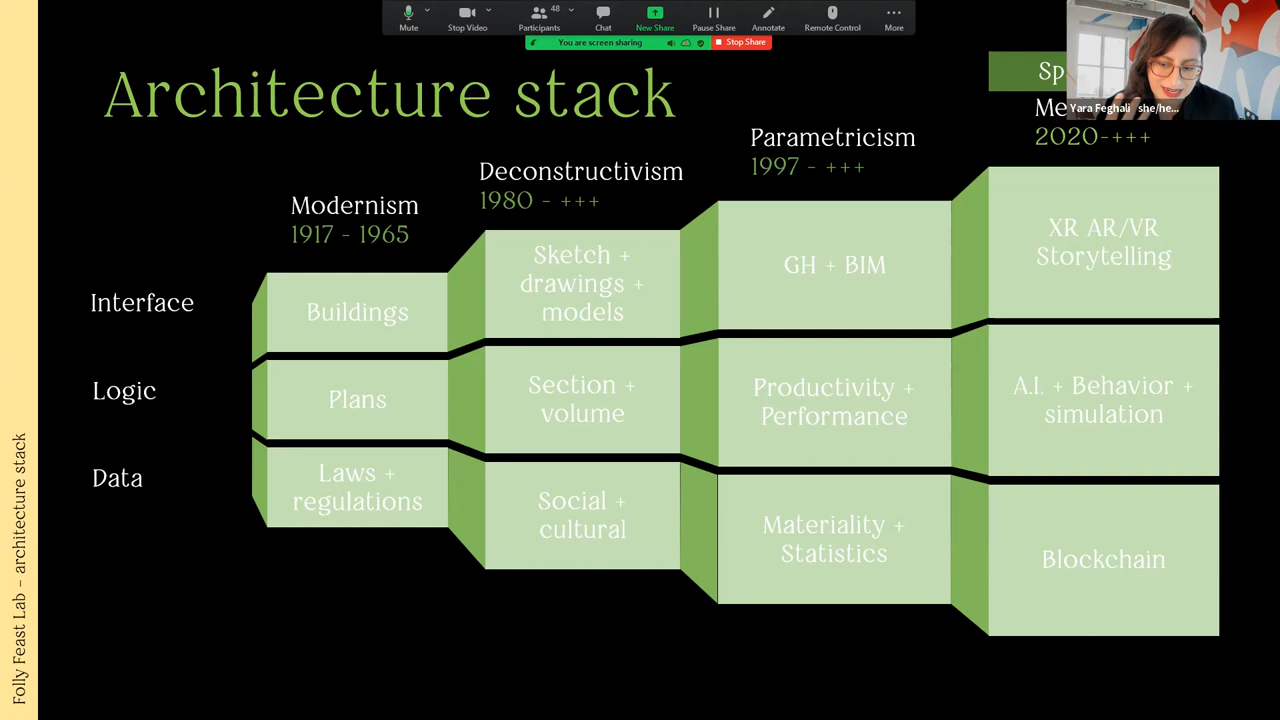 48
Mute
Stop Video
Participants
Chat
New Share
Pause Share
Annotate
Remote Control
More
You are screen sharing
Stop Share
Yara Feghali she/he...
Architecture stack
Modernism
1917 - 1965
Deconstructivism
1980 - +++
Parametricism
1997 - +++
2020-+++
Interface
Buildings
Sketch +
drawings +
models
GH + BIM
XR AR/VR
Storytelling
Logic
Plans
Section +
volume
Productivity +
Performance
A.I. + Behavior +
simulation
Data
Laws +
regulations
Social +
cultural
Materiality +
Statistics
Blockchain
Folly Feast Lab - architecture stack